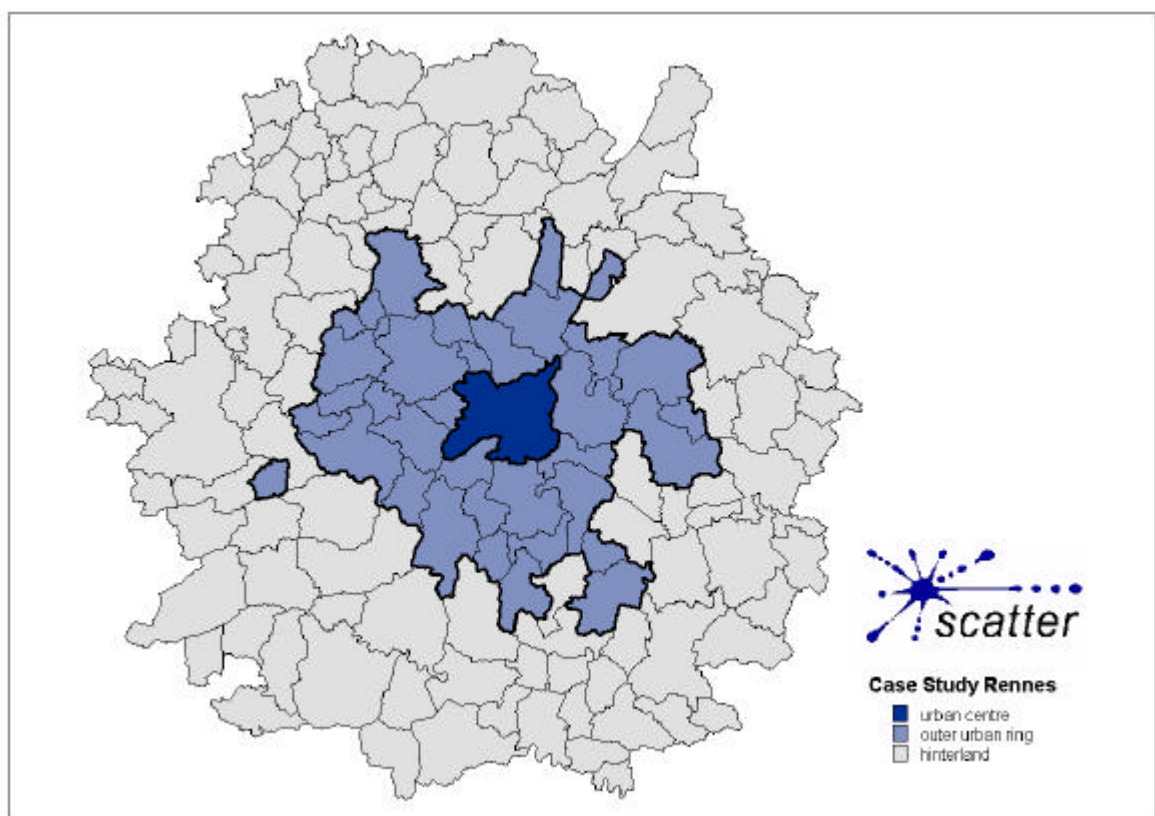 scatter
Case Study Rennes
urban centre
outer urban ring
hinterland